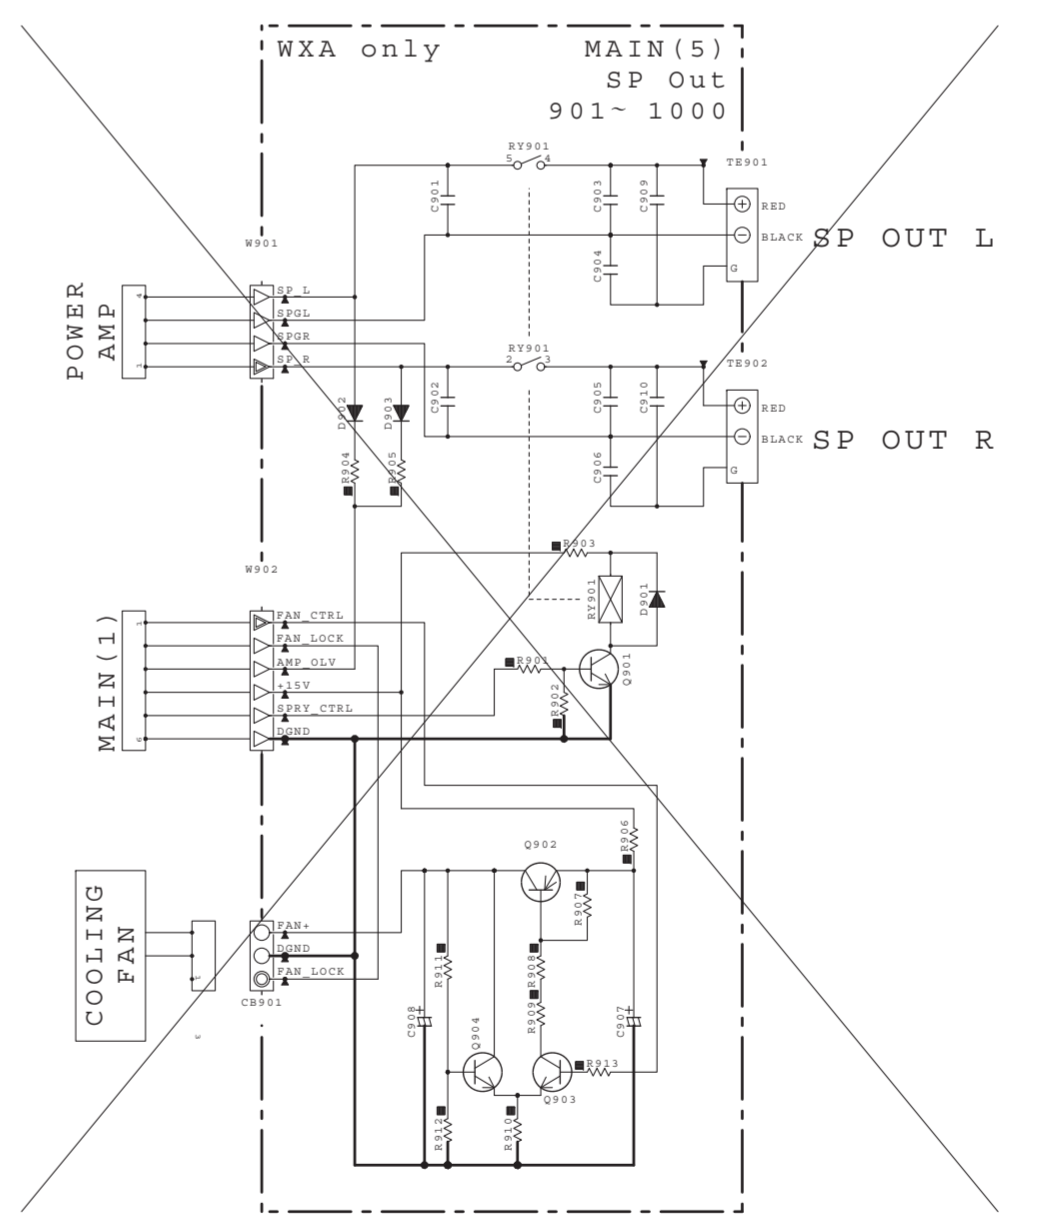 WXA only
MAIN(5)
SP Out
901~ 1000
RY901
5
4
TE901
C901
C903
C909
RED
BLACK
SP OUT L
C904
G
W901
POWER
AMP
4
1
SP_L
SPGL
SPGR
SP_R
RY901
2
3
TE902
D902
D903
C902
C905
C910
RED
BLACK
SP OUT R
C906
G
R904
R905
R903
W902
RY901
D901
MAIN(1)
1
6
FAN_CTRL
FAN_LOCK
AMP_OLV
+15V
SPRY_CTRL
DGND
R901
R902
Q901
R906
Q902
R907
COOLING
FAN
FAN+
DGND
FAN_LOCK
CB901
1
3
R911
R908
R909
C908
C907
Q904
R913
Q903
R912
R910